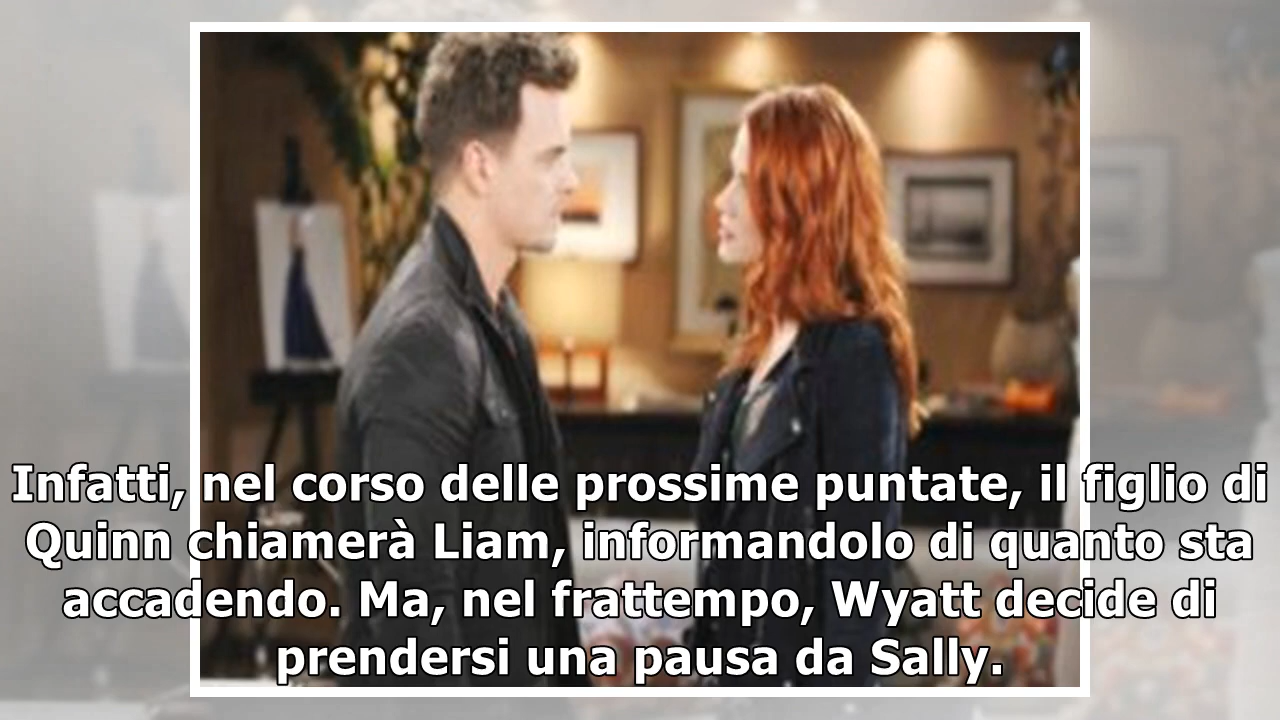 Infatti, nel corso delle prossime puntate, il figlio di
Quinn chiamerà Liam, informandolo di quanto sta
accadendo. Ma, nel frattempo, Wyatt decide di
prendersi una pausa da Sally.